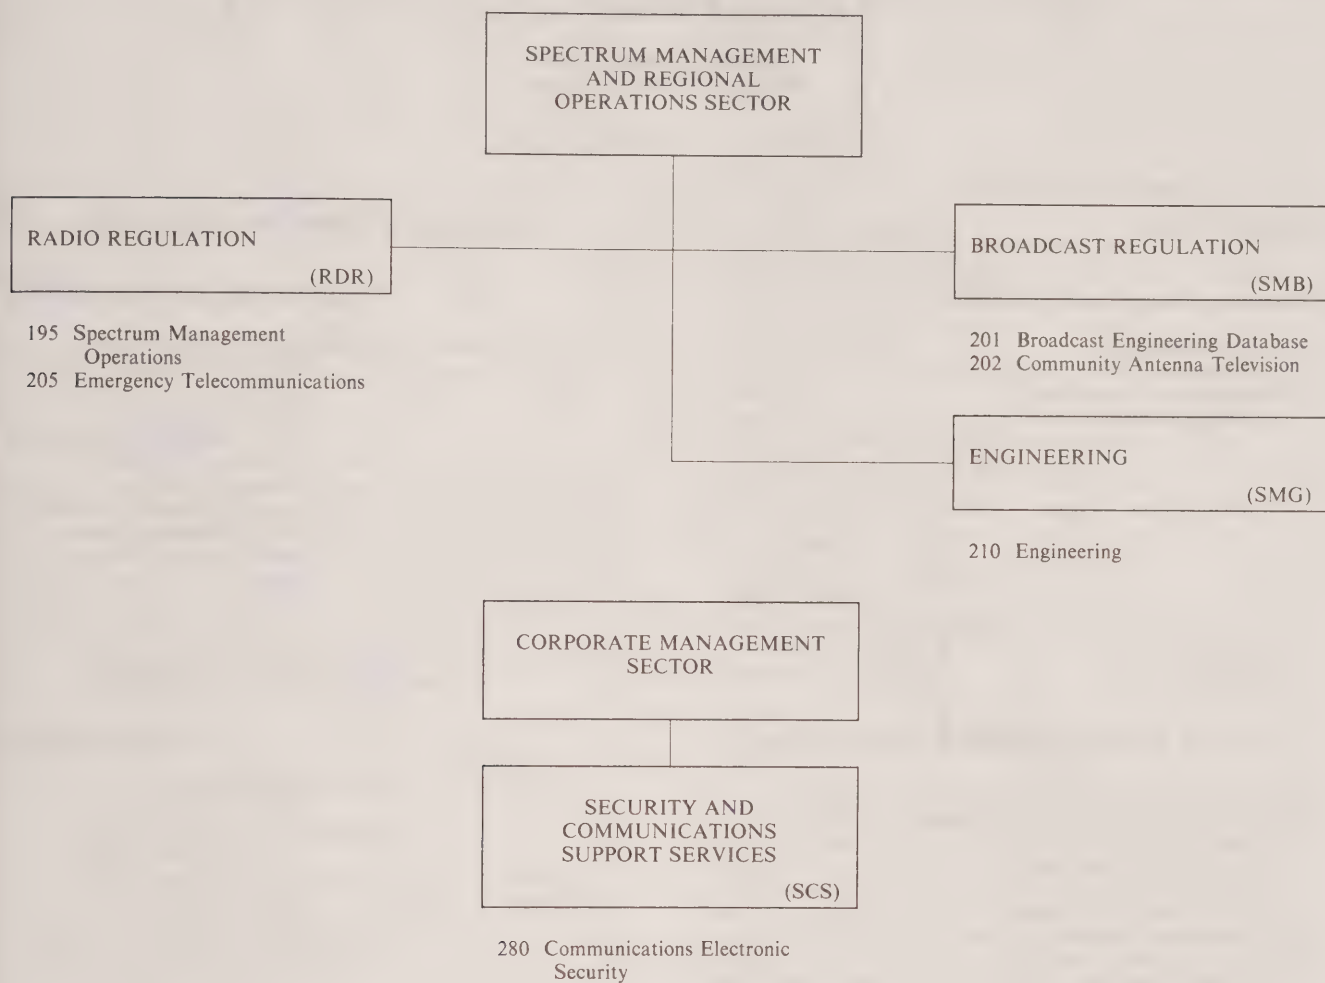 SPECTRUM MANAGEMENT
AND REGIONAL
OPERATIONS SECTOR
RADIO REGULATION
(RDR)
195 Spectrum Management
Operations
205 Emergency Telecommunications
BROADCAST REGULATION
(SMB)
201 Broadcast Engineering Database
202 Community Antenna Television
ENGINEERING
(SMG)
210 Engineering
CORPORATE MANAGEMENT
SECTOR
SECURITY AND
COMMUNICATIONS
SUPPORT SERVICES
(SCS)
280 Communications Electronic
Security